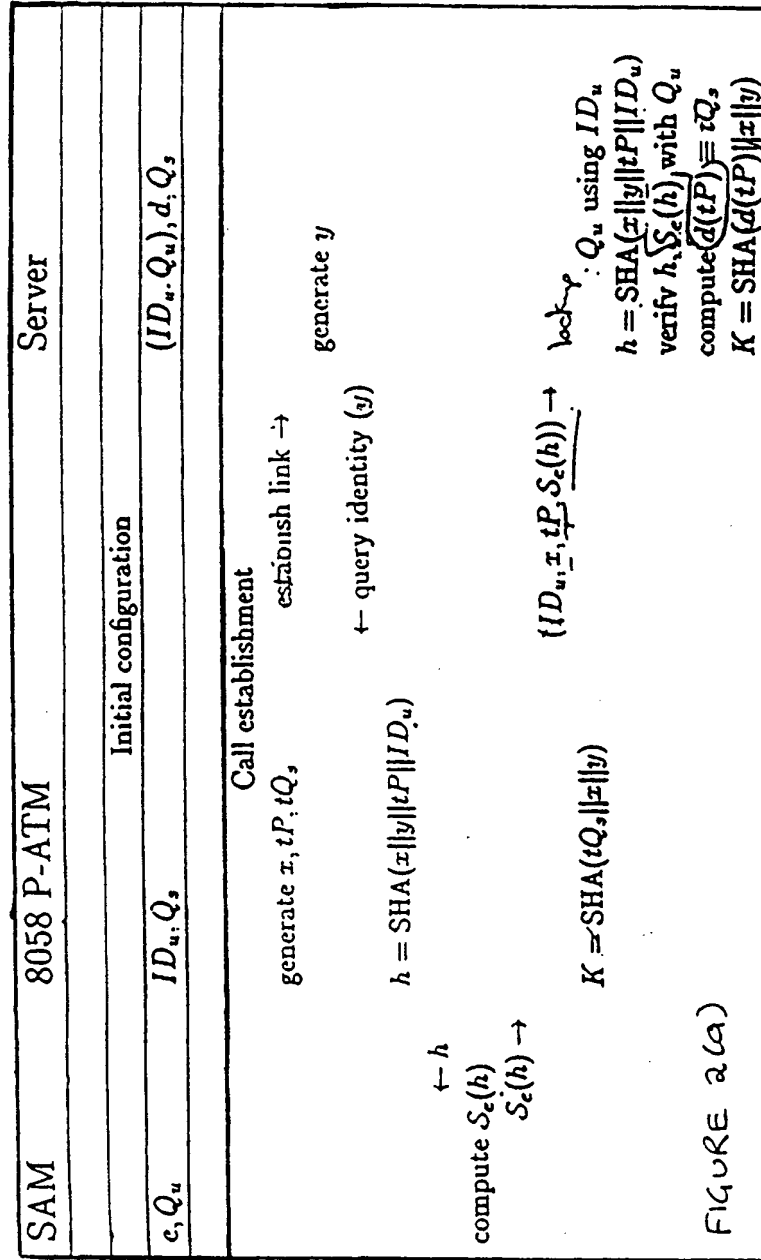 SAM 8058 P-ATM Server
Initial configuration
c, Q_u ID_u, Q_s (ID_u, Q_u), d, Q_s
Call establishment
generate x, tP, tQ_s establish link →
generate y
← query identity (y)
h = SHA(x||y||tP||ID_u)
← h
compute S_c(h)
S_c(h) →
(ID_u, x, tP, S_c(h)) →
lookup Q_u using ID_u
K = SHA(tQ_s||x||y) h = SHA(x||y||tP||ID_u)
verify h, S_c(h) with Q_u
compute d(tP) = tQ_s
K = SHA(d(tP)||x||y)
FIGURE 2(a)